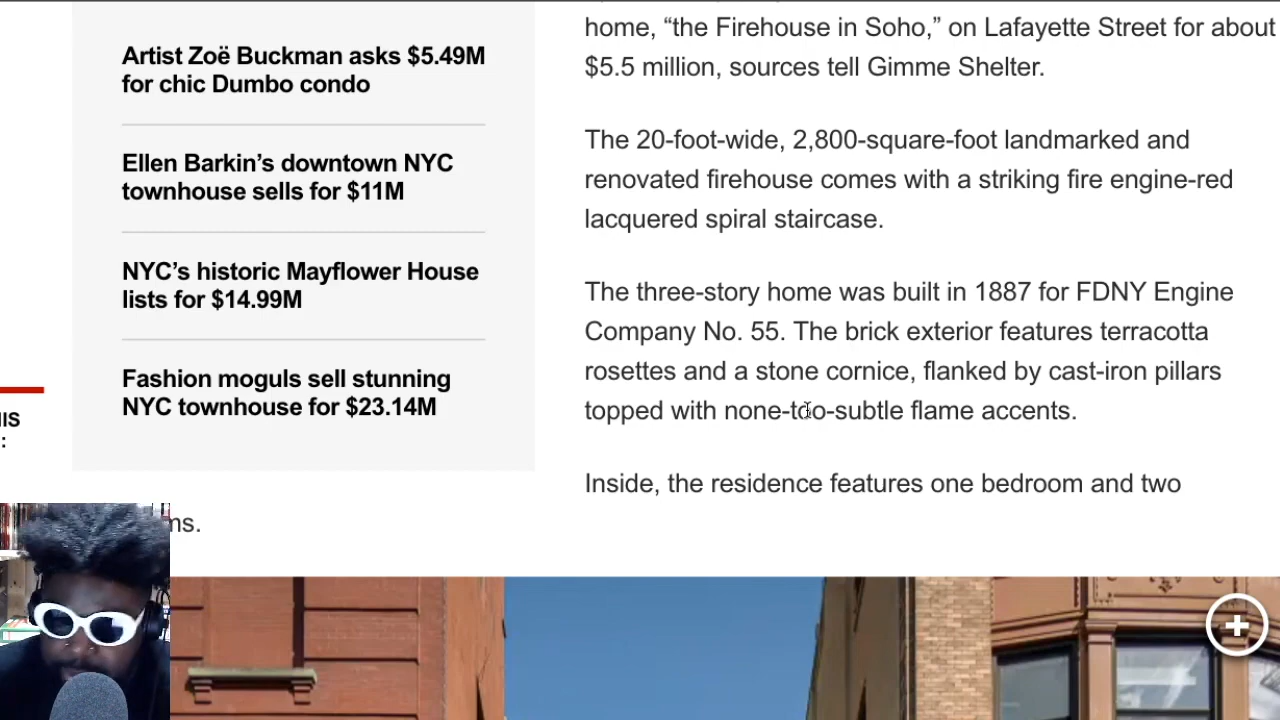 Artist Zoë Buckman asks $5.49M
for chic Dumbo condo
Ellen Barkin’s downtown NYC
townhouse sells for $11M
NYC’s historic Mayflower House
lists for $14.99M
Fashion moguls sell stunning
NYC townhouse for $23.14M
home, “the Firehouse in Soho,” on Lafayette Street for about
$5.5 million, sources tell Gimme Shelter.
The 20-foot-wide, 2,800-square-foot landmarked and
renovated firehouse comes with a striking fire engine-red
lacquered spiral staircase.
The three-story home was built in 1887 for FDNY Engine
Company No. 55. The brick exterior features terracotta
rosettes and a stone cornice, flanked by cast-iron pillars
topped with none-too-subtle flame accents.
Inside, the residence features one bedroom and two